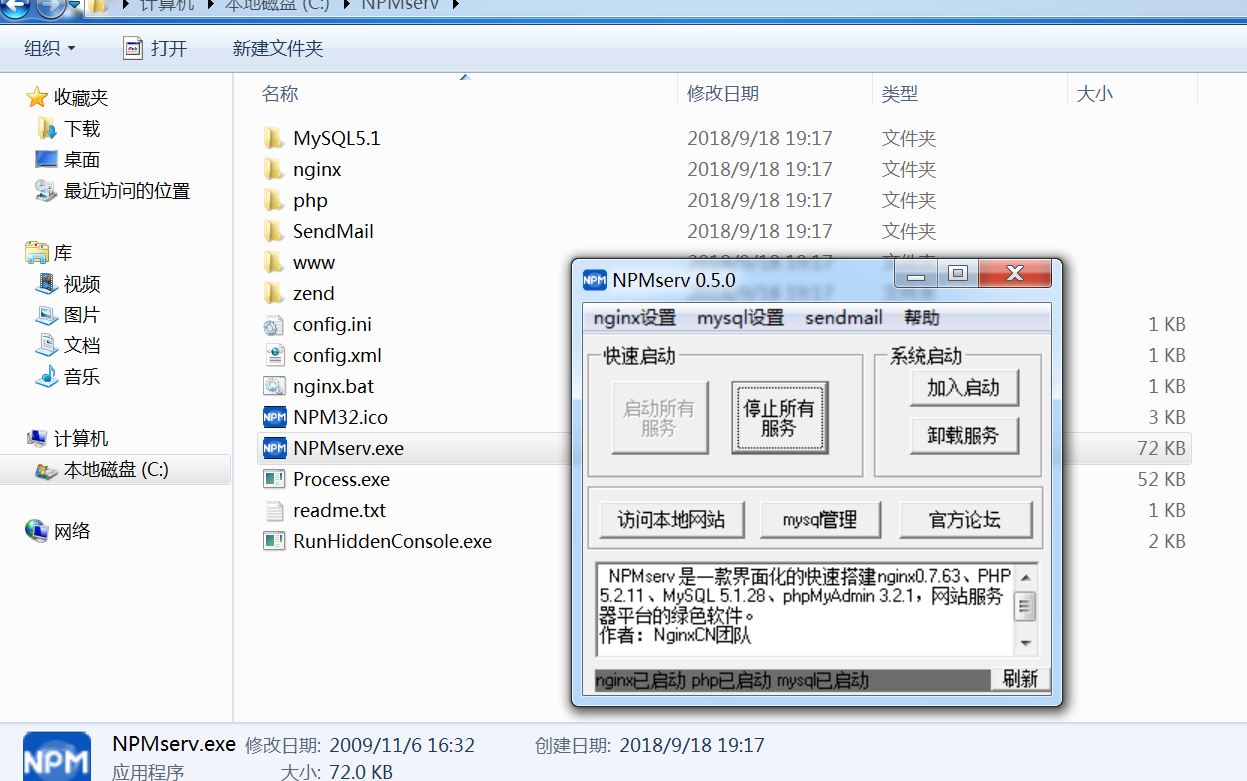 计算机 本地磁盘 (C:) NPMserv
组织 打开 新建文件夹
名称 修改日期 类型 大小
收藏夹
下载
桌面
最近访问的位置
库
视频
图片
文档
音乐
计算机
本地磁盘 (C:)
网络
MySQL5.1 2018/9/18 19:17 文件夹
nginx 2018/9/18 19:17 文件夹
php 2018/9/18 19:17 文件夹
SendMail 2018/9/18 19:17 文件夹
www
zend
config.ini 1 KB
config.xml 1 KB
nginx.bat 1 KB
NPM32.ico 3 KB
NPMserv.exe 72 KB
Process.exe 52 KB
readme.txt 1 KB
RunHiddenConsole.exe 2 KB
NPM NPMserv 0.5.0
nginx设置 mysql设置 sendmail 帮助
快速启动 系统启动
启动所有
服务
停止所有
服务
加入启动
卸载服务
访问本地网站 mysql管理 官方论坛
NPMserv 是一款界面化的快速搭建nginx0.7.63、PHP
5.2.11、MySQL 5.1.28、phpMyAdmin 3.2.1，网站服务
器平台的绿色软件。
作者：NginxCN团队
nginx已启动 php已启动 mysql已启动 刷新
NPM
NPMserv.exe 修改日期: 2009/11/6 16:32 创建日期: 2018/9/18 19:17
应用程序 大小: 72.0 KB